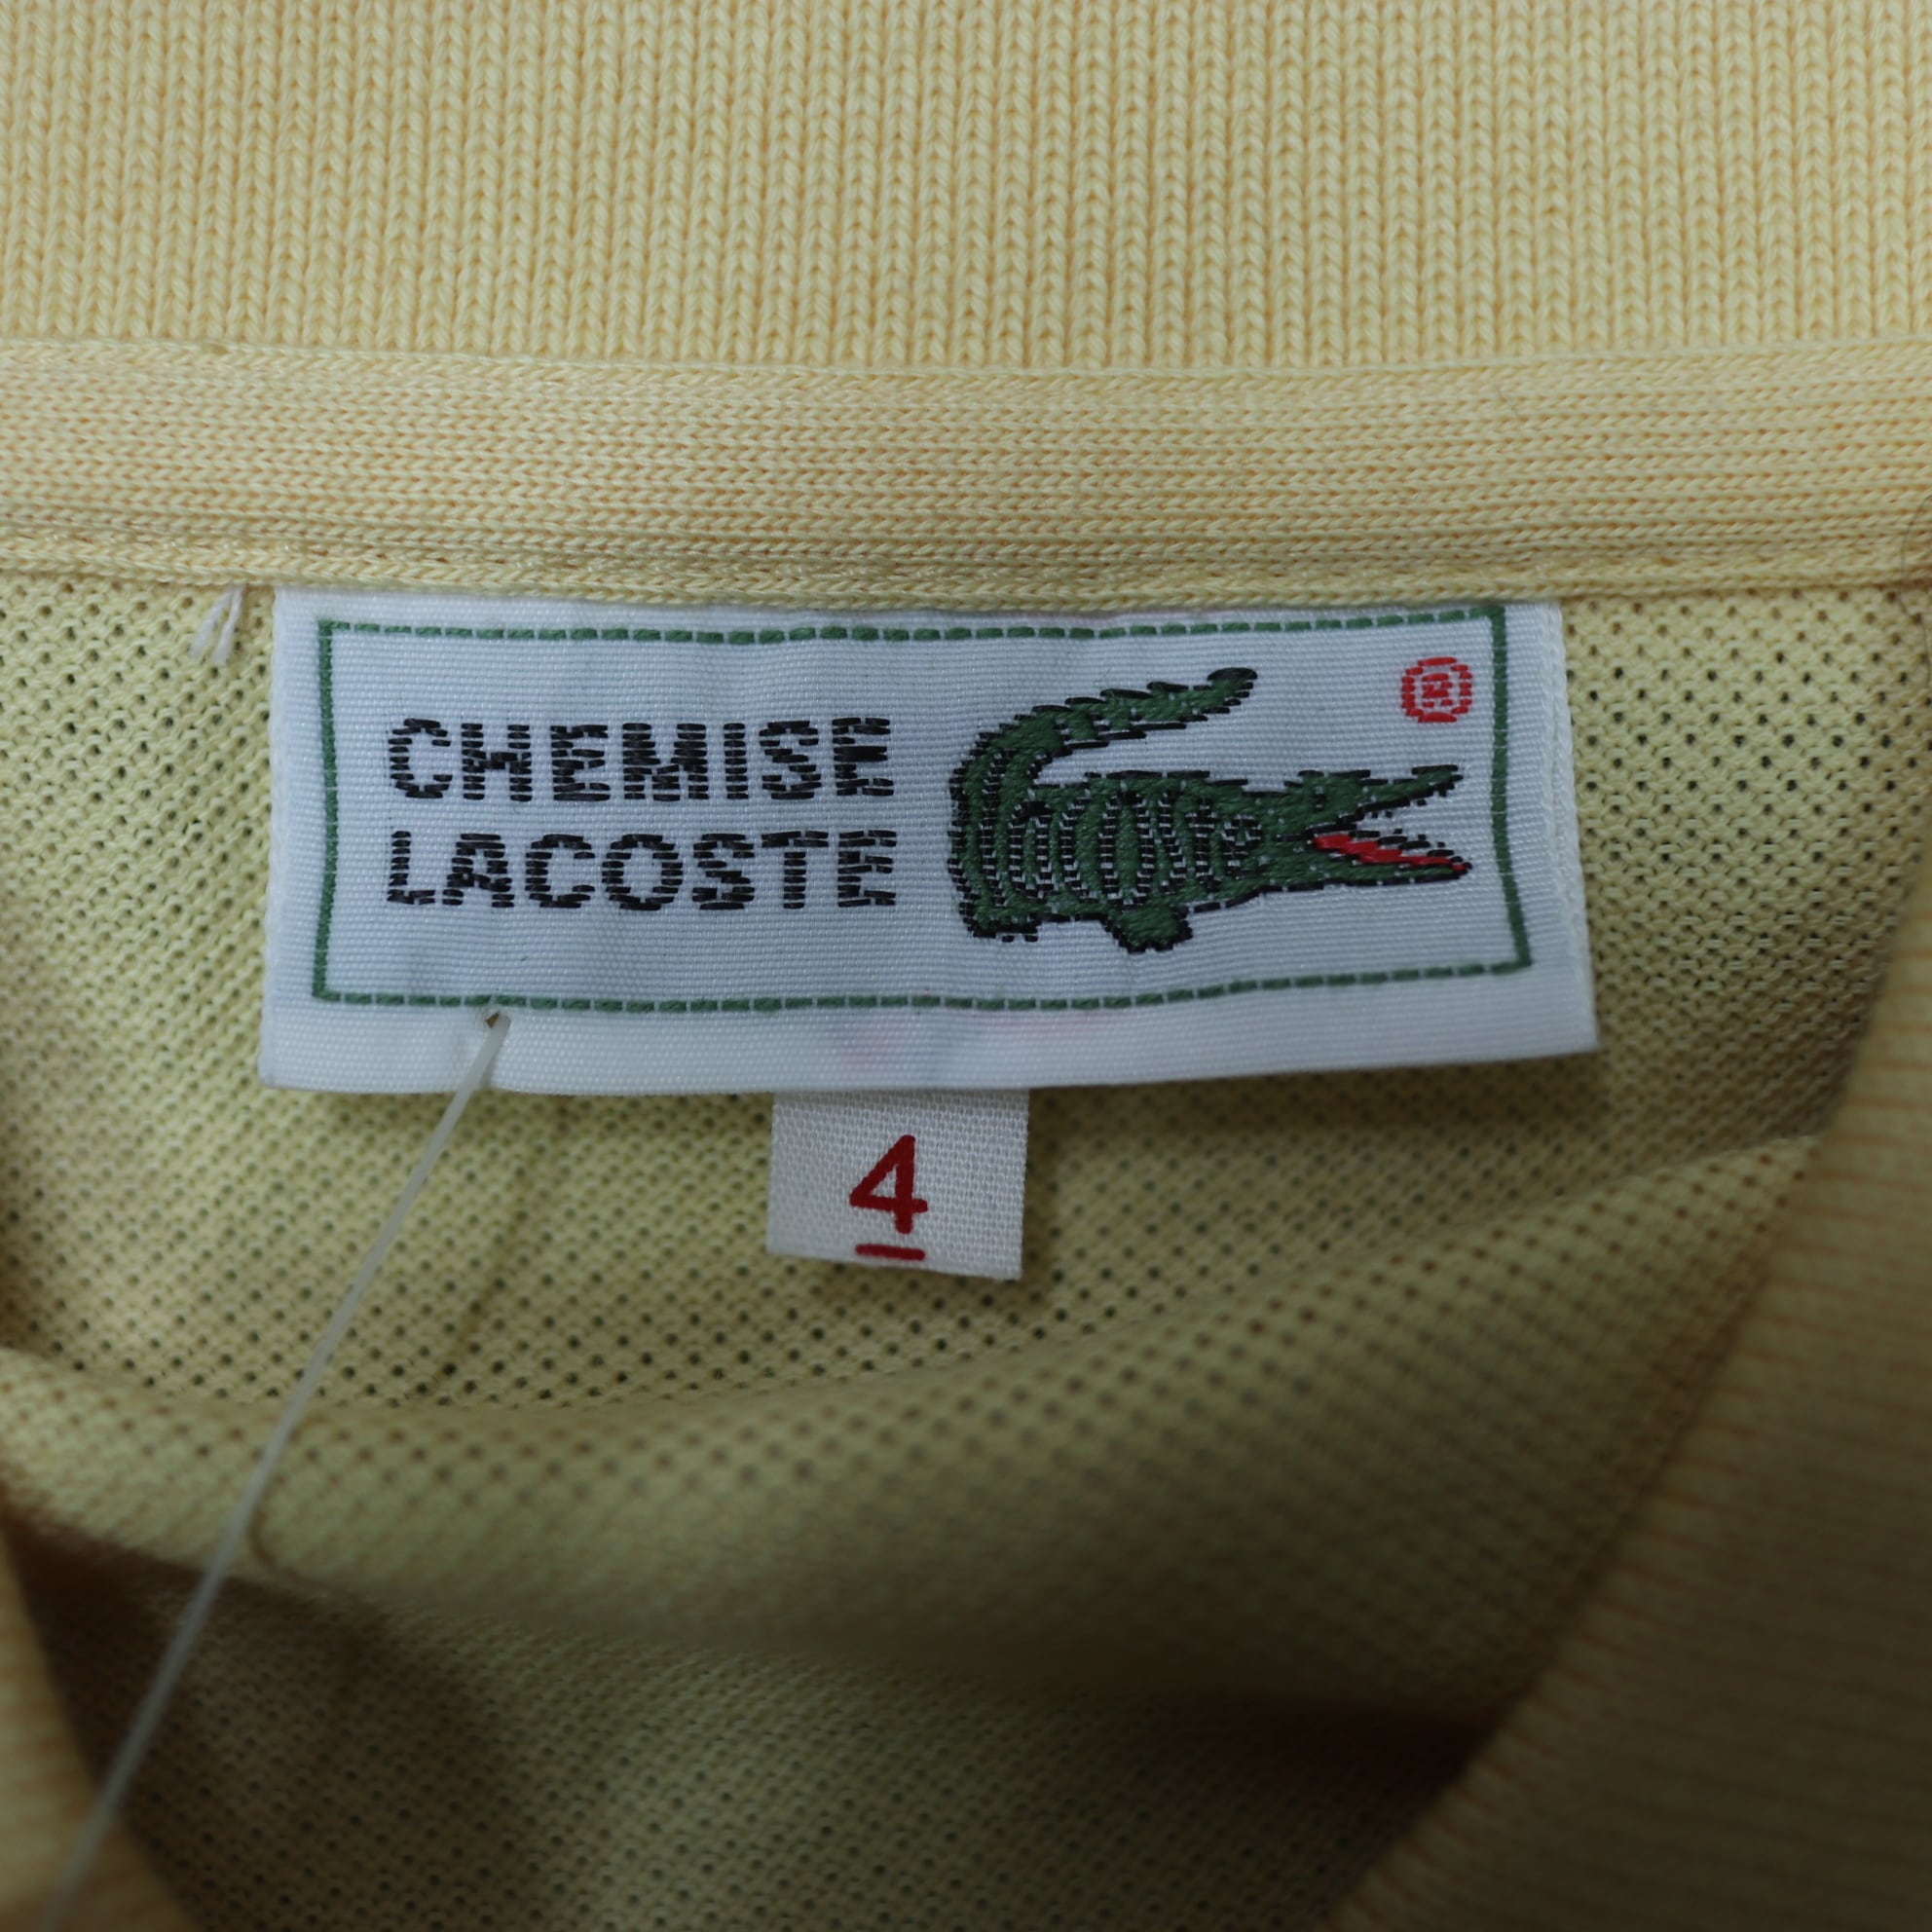 CHEMISE
LACOSTE
®
4